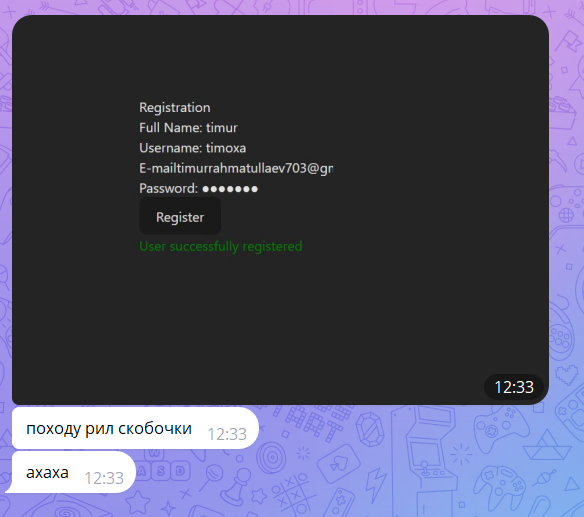 Registration
Full Name: timur
Username: timoxa
E-mailtimurrahmatullaev703@gm
Password: ●●●●●●●
Register
User successfully registered
12:33
походу рил скобочки 12:33
ахаха 12:33